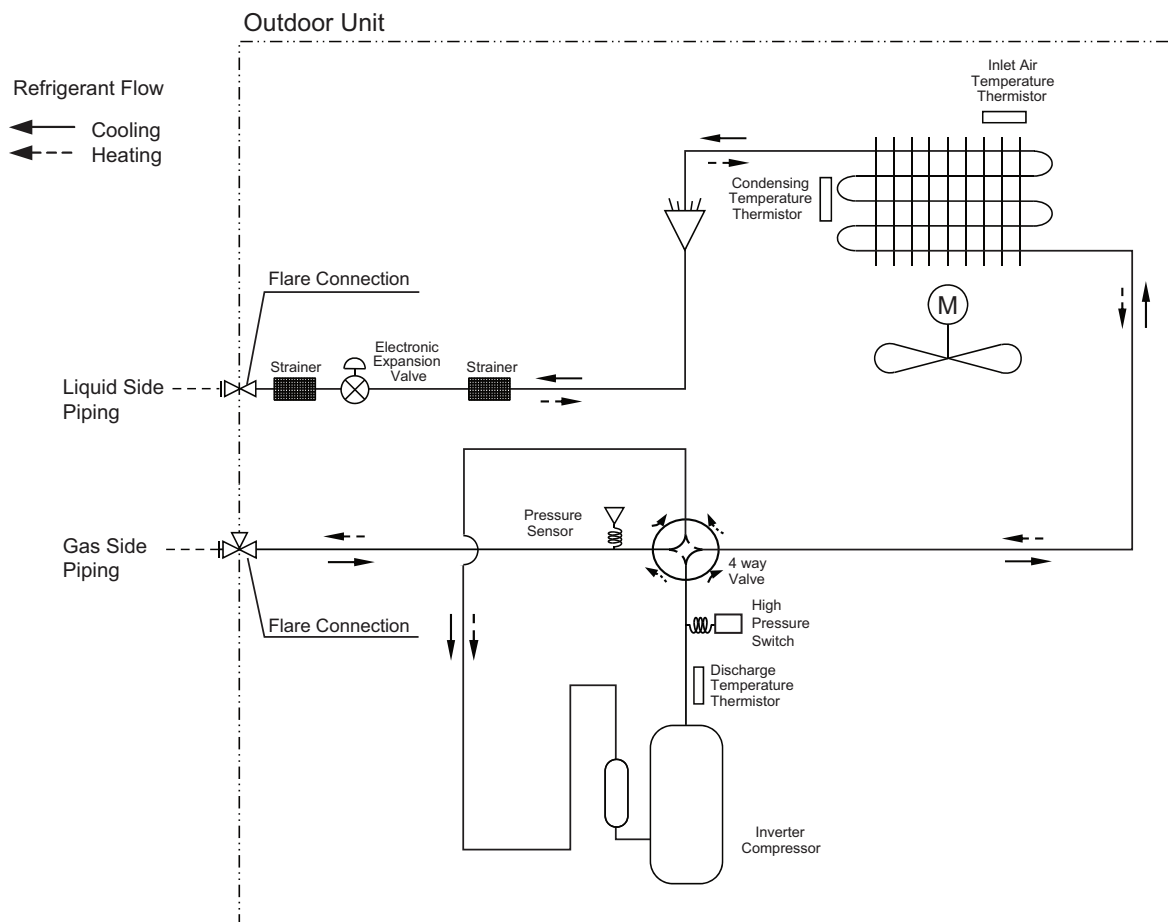 Outdoor Unit
Refrigerant Flow
Cooling
Heating
Inlet Air
Temperature
Thermistor
Condensing
Temperature
Thermistor
M
Flare Connection
Strainer
Electronic
Expansion
Valve
Strainer
Liquid Side
Piping
Pressure
Sensor
Gas Side
Piping
4 way
Valve
Flare Connection
High
Pressure
Switch
Discharge
Temperature
Thermistor
Inverter
Compressor